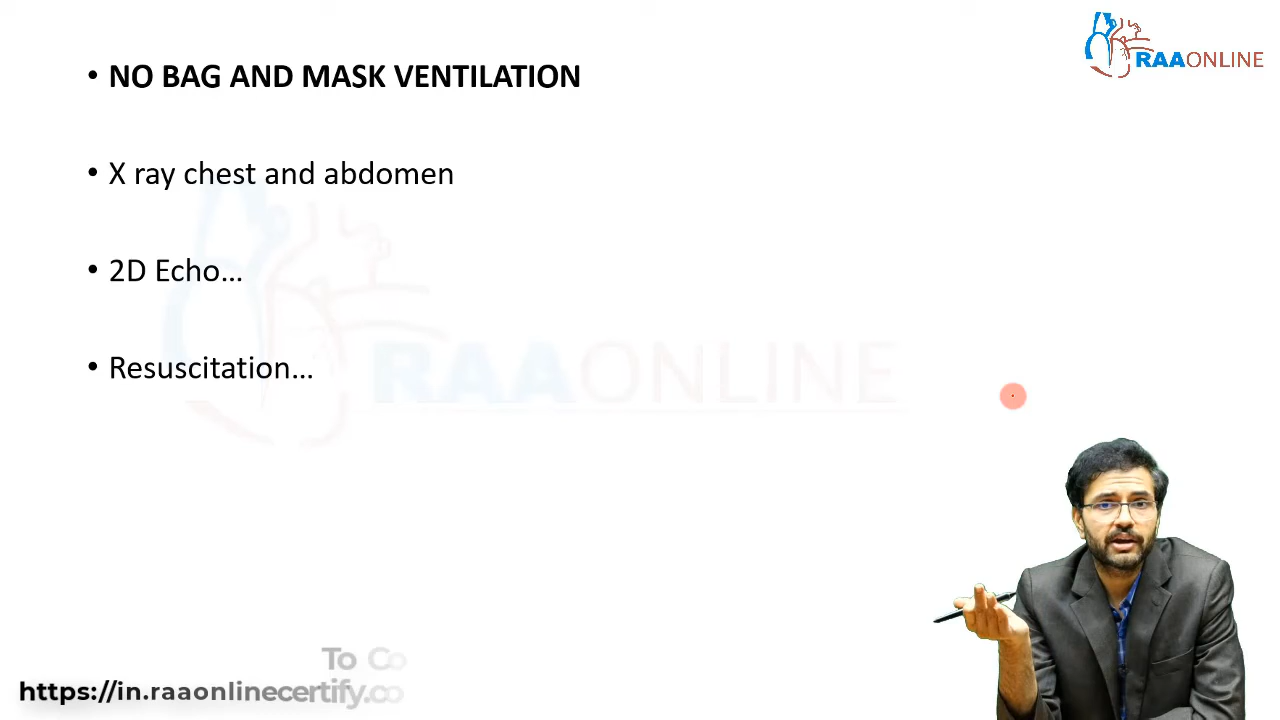 RAAONLINE
• NO BAG AND MASK VENTILATION
• X ray chest and abdomen
• 2D Echo...
• Resuscitation...
RAAONLINE
To Co
https://in.raaonlinecertify.co